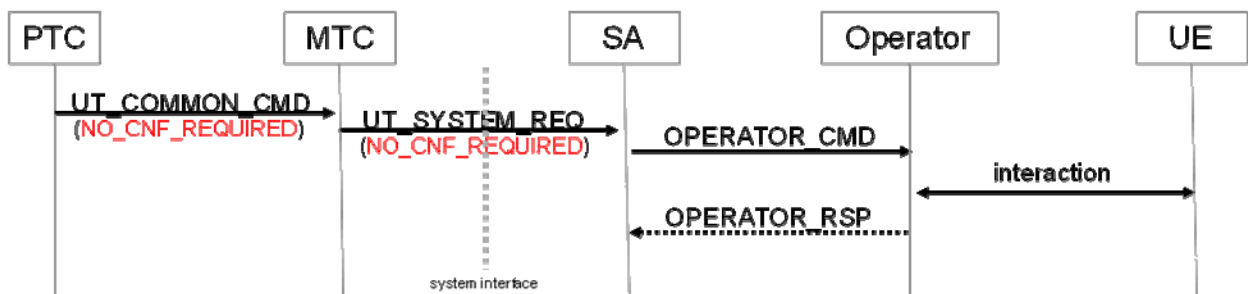 PTC
MTC
SA
Operator
UE
UT_COMMON_CMD
(NO_CNF_REQUIRED)
UT_SYSTEM_REQ
(NO_CNF_REQUIRED)
OPERATOR_CMD
interaction
OPERATOR_RSP
system interface